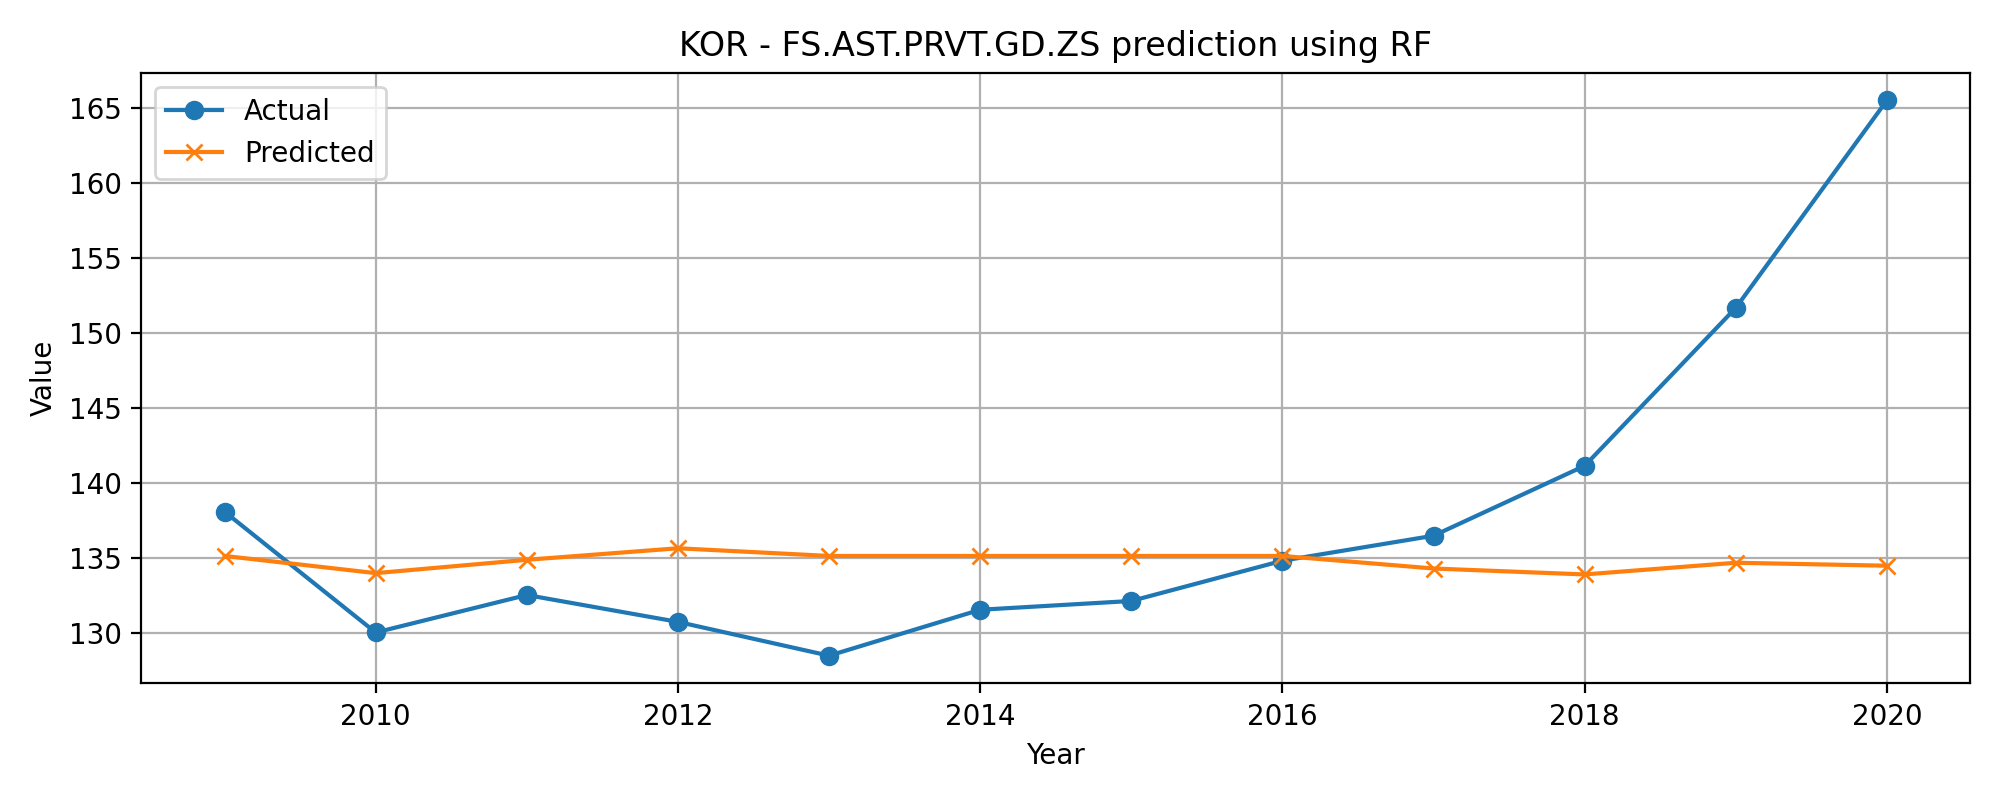 KOR - FS.AST.PRVT.GD.ZS prediction using RF
Actual
Predicted
165
160
155
150
145
140
135
130
Value
2010 2012 2014 2016 2018 2020
Year